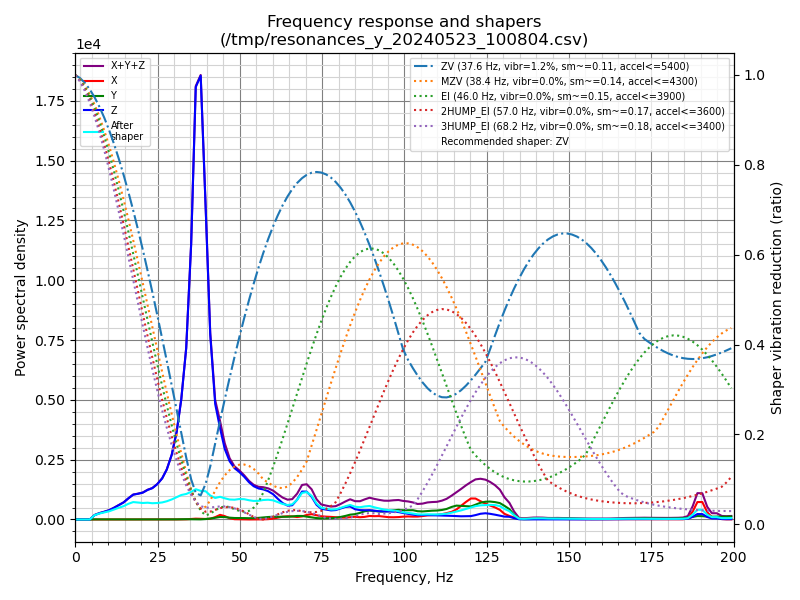 Frequency response and shapers
(/tmp/resonances_y_20240523_100804.csv)
1e4
X+Y+Z
X
Y
Z
After
shaper
ZV (37.6 Hz, vibr=1.2%, sm~=0.11, accel<=5400)
MZV (38.4 Hz, vibr=0.0%, sm~=0.14, accel<=4300)
EI (46.0 Hz, vibr=0.0%, sm~=0.15, accel<=3900)
2HUMP_EI (57.0 Hz, vibr=0.0%, sm~=0.17, accel<=3600)
3HUMP_EI (68.2 Hz, vibr=0.0%, sm~=0.18, accel<=3400)
Recommended shaper: ZV
Power spectral density
1.75
1.50
1.25
1.00
0.75
0.50
0.25
0.00
1.0
0.8
0.6
0.4
0.2
0.0
Shaper vibration reduction (ratio)
0 25 50 75 100 125 150 175 200
Frequency, Hz